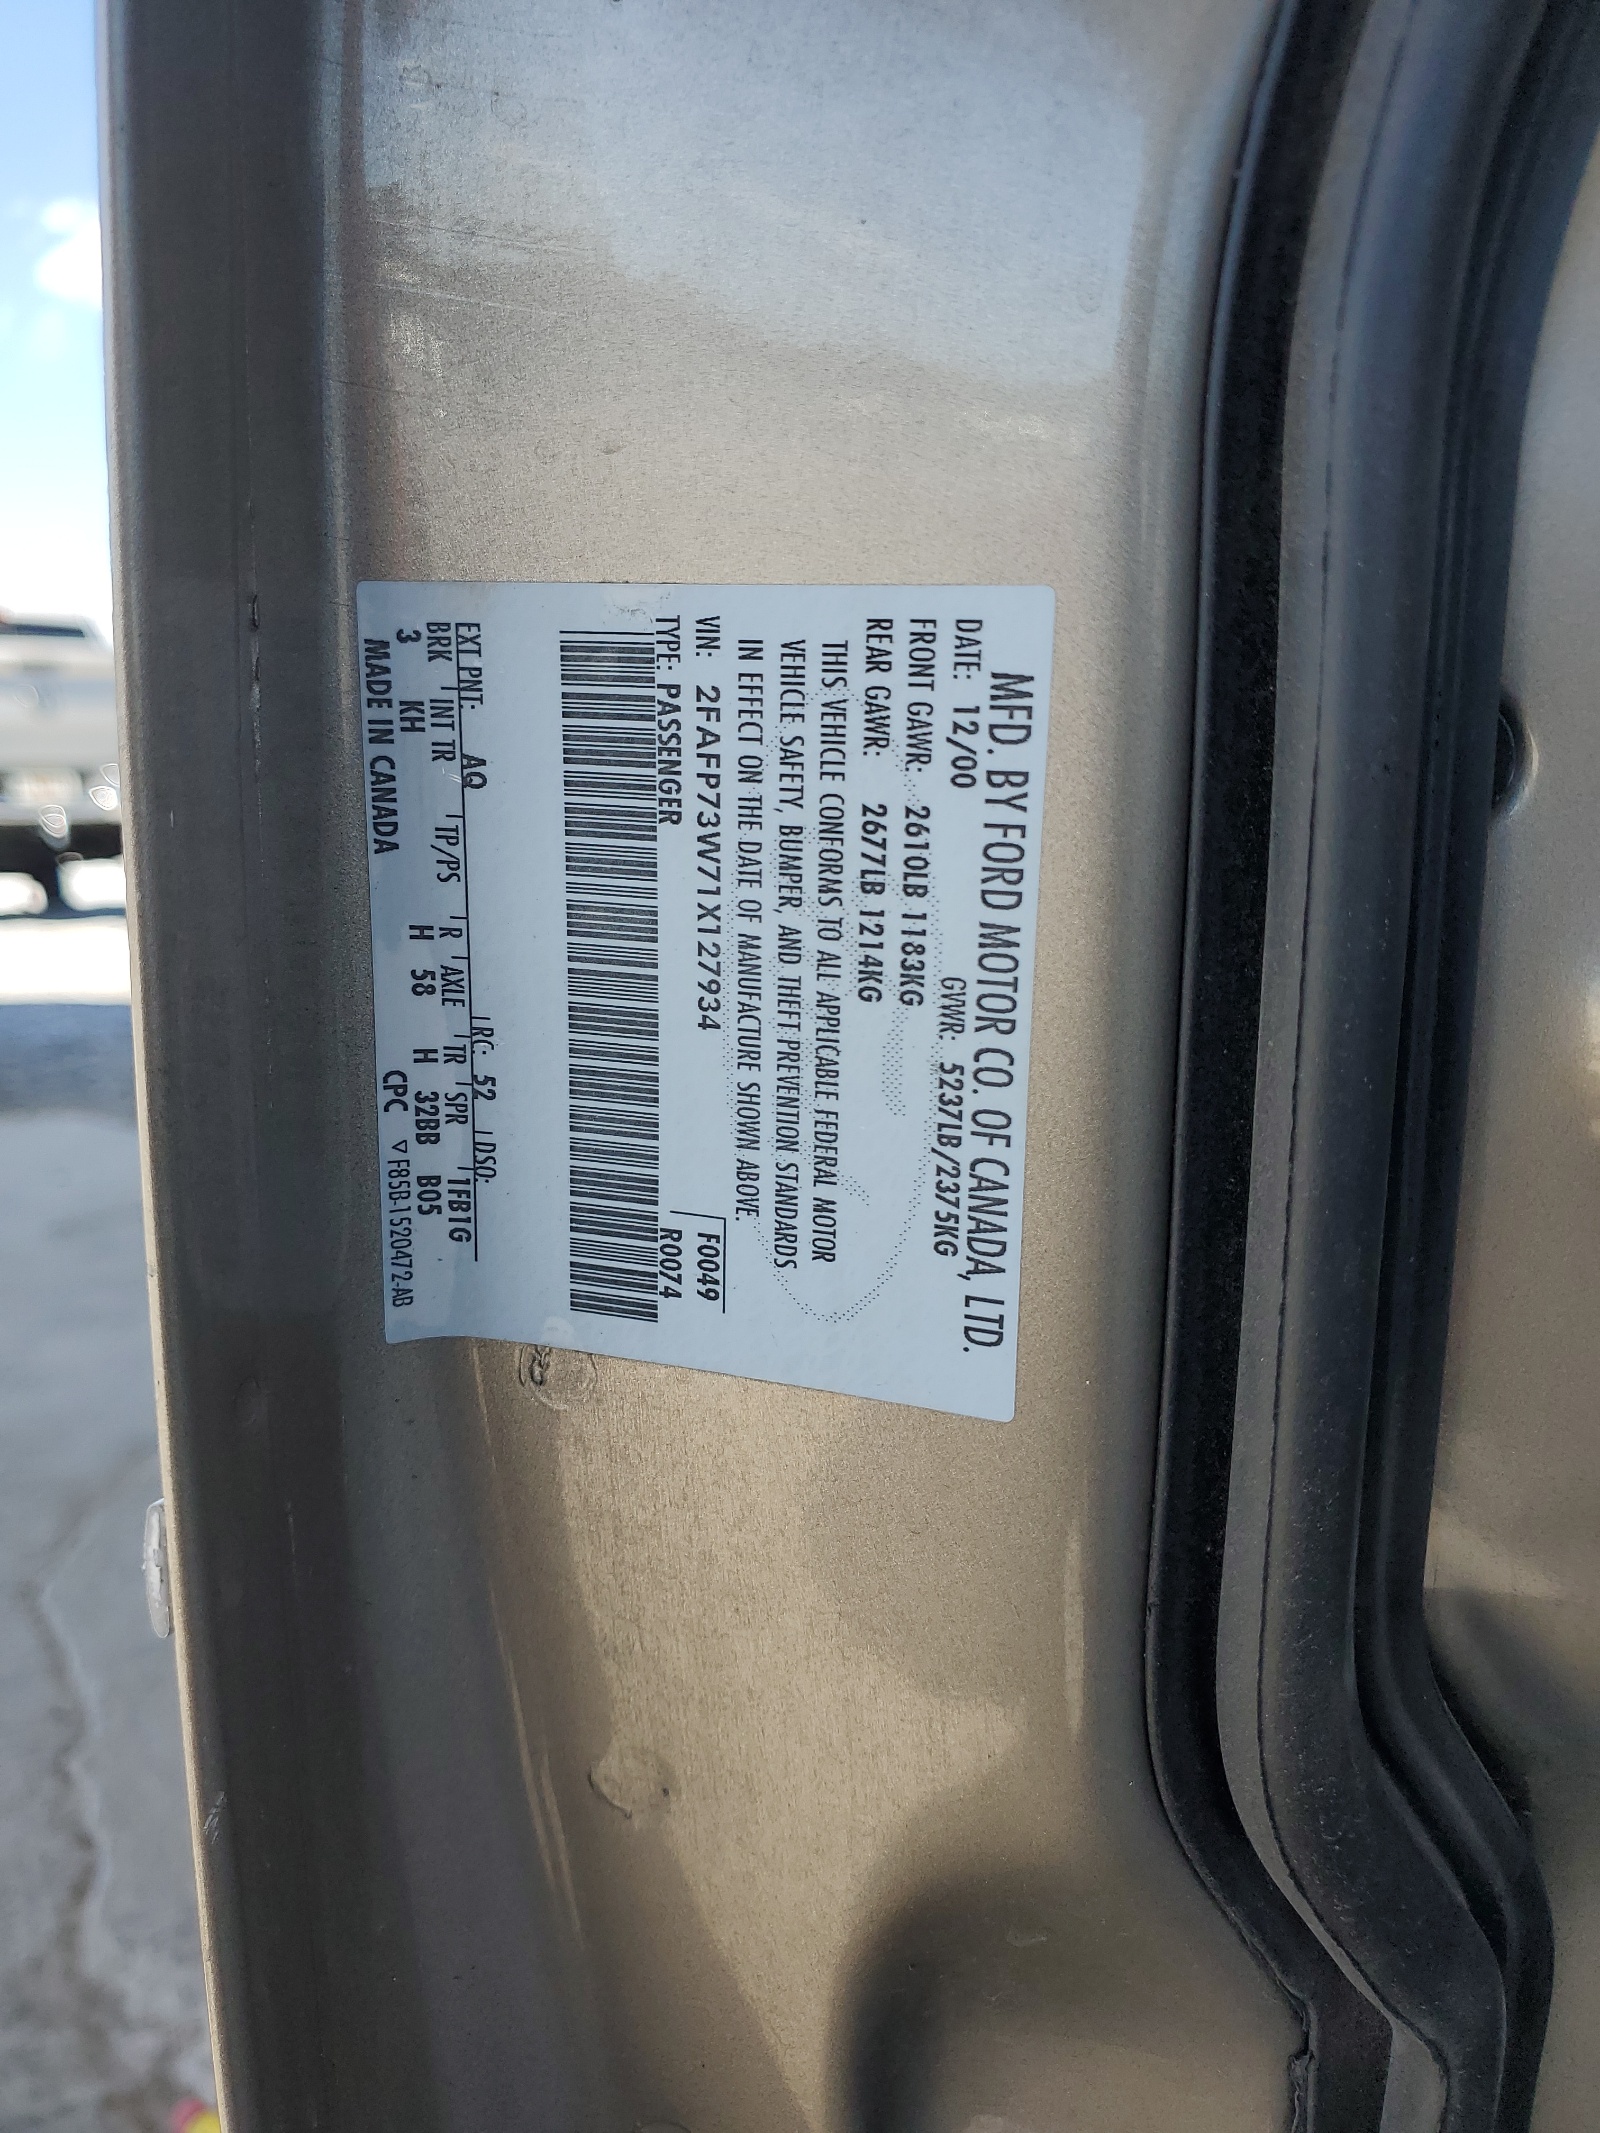 MFD. BY FORD MOTOR CO. OF CANADA, LTD.
DATE: 12/00 GVWR: 5237LB/2375KG
FRONT GAWR: 2610LB 1183KG
REAR GAWR: 2677LB 1214KG
THIS VEHICLE CONFORMS TO ALL APPLICABLE FEDERAL MOTOR
VEHICLE SAFETY, BUMPER, AND THEFT PREVENTION STANDARDS
IN EFFECT ON THE DATE OF MANUFACTURE SHOWN ABOVE.
VIN: 2FAFP73W71X127934 F0049
TYPE: PASSENGER R0074
EXT PNT: AQ RC: 52 DSO:
BRK INT TR TP/PS R AXLE TR SPR 1FB1G
3 KH H 58 H 32BB B05
MADE IN CANADA CPC ▽F85B-1520472-AB